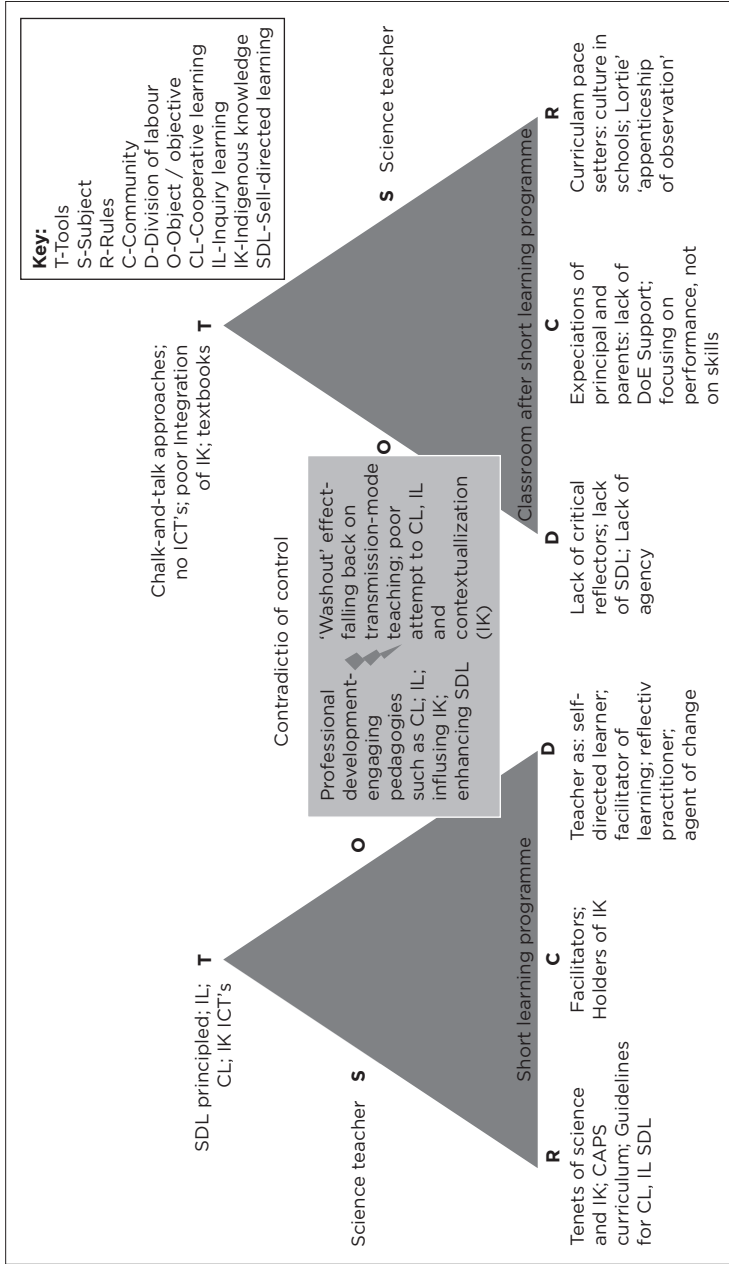 Key:
T-Tools
S-Subject
R-Rules
C-Community
D-Division of labour
O-Object / objective
CL-Cooperative learning
IL-Inquiry learning
IK-Indigenous knowledge
SDL-Sell-directed learning
SDL principled; IL;
CL; IK ICT's
T
Science teacher
S
O
Short learning programme
R
Tenets of science
and IK; CAPS
curriculum; Guidelines
for CL, IL SDL
C
Facilitators;
Holders of IK
D
Teacher as: self-
directed learner;
facilitator of
learning; reflectiv
practitioner;
agent of change
Contradictio of control
Professional
development-
engaging
pedagogies
such as CL; IL;
influsing IK;
enhancing SDL
'Washout' effect-
falling back on
transmission-mode
teaching; poor
attempt to CL, IL
and
contextuallization
(IK)
Chalk-and-talk approaches;
no ICT's; poor Integration
of IK; textbooks
T
O
S
Science teacher
Classroom after short learning programme
D
Lack of critical
reflectors; lack
of SDL; Lack of
agency
C
Expeciations of
principal and
parents: lack of
DoE Support;
focusing on
performance, not
on skills
R
Curriculam pace
setters: culture in
schools; Lortie'
'appenticeship
of observation'